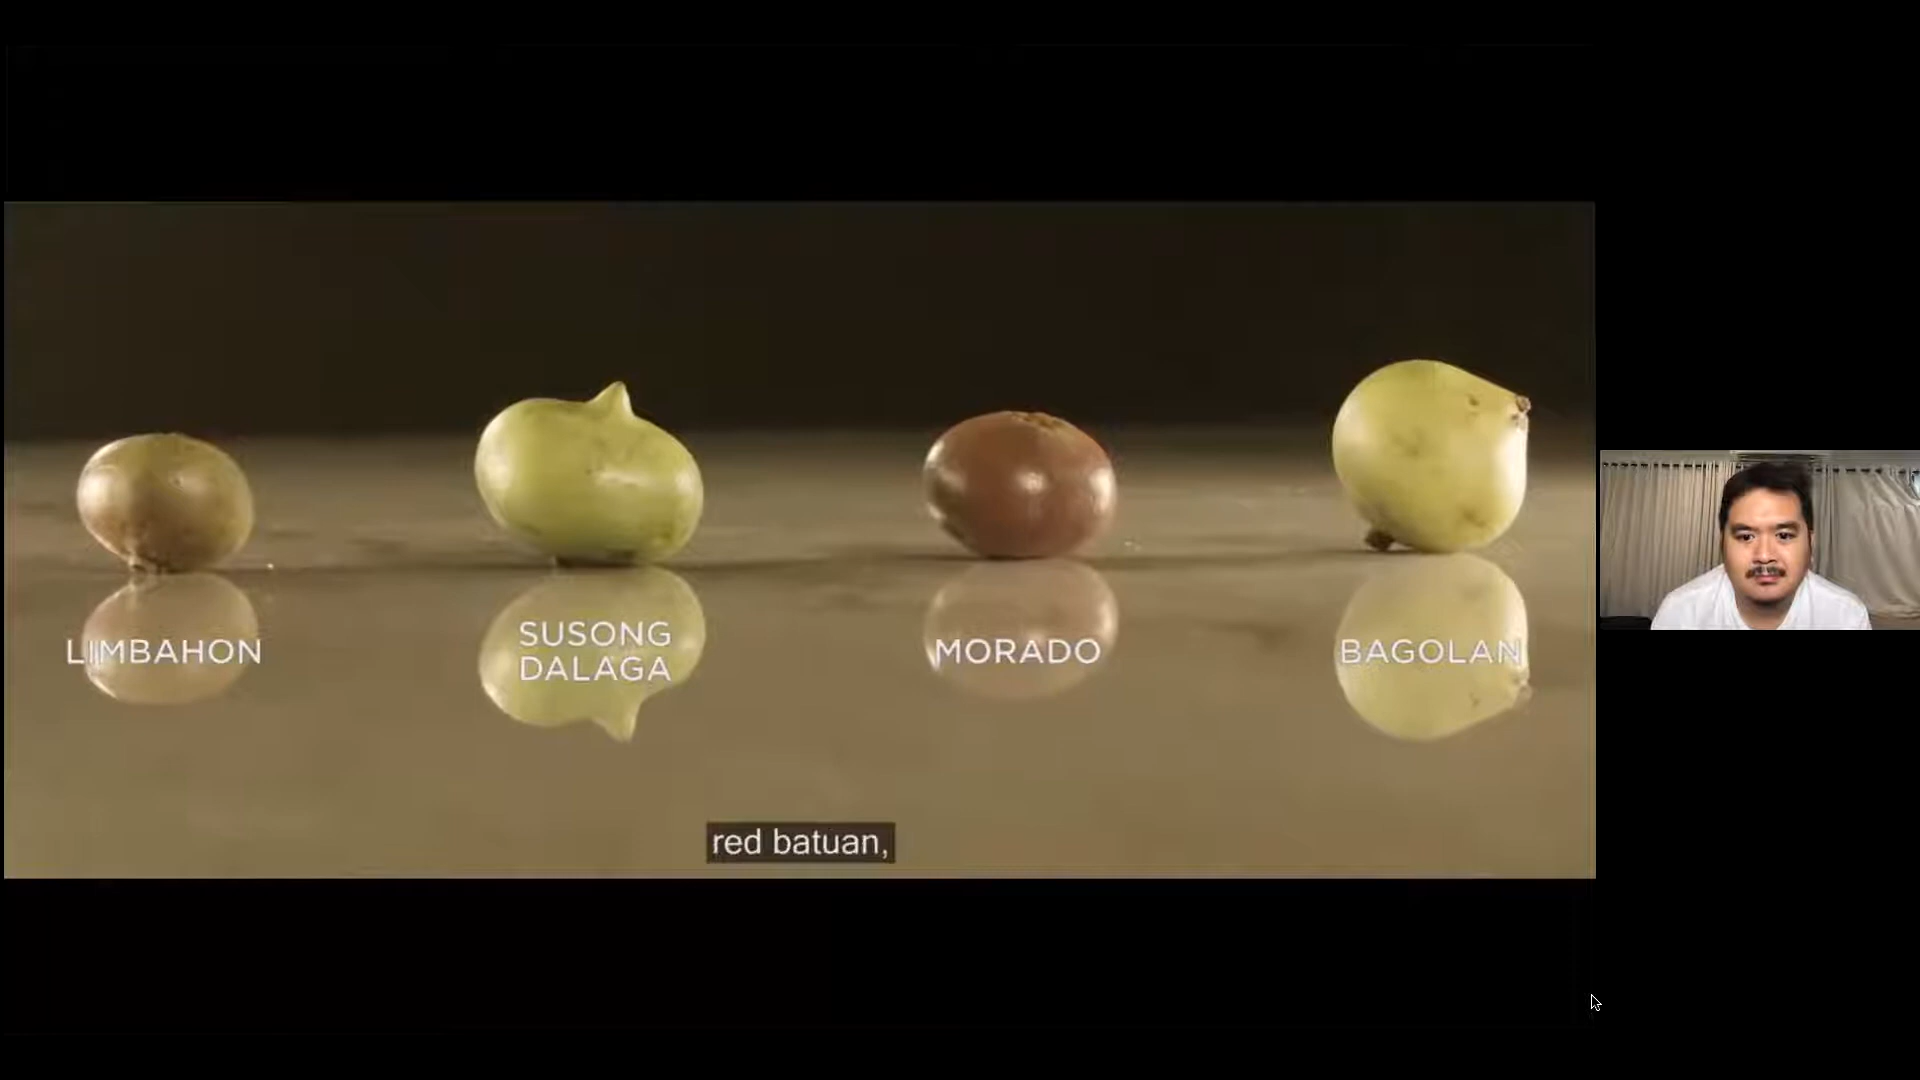 LIMBAHON
SUSONG
DALAGA
MORADO
BAGOLAN
red batuan,